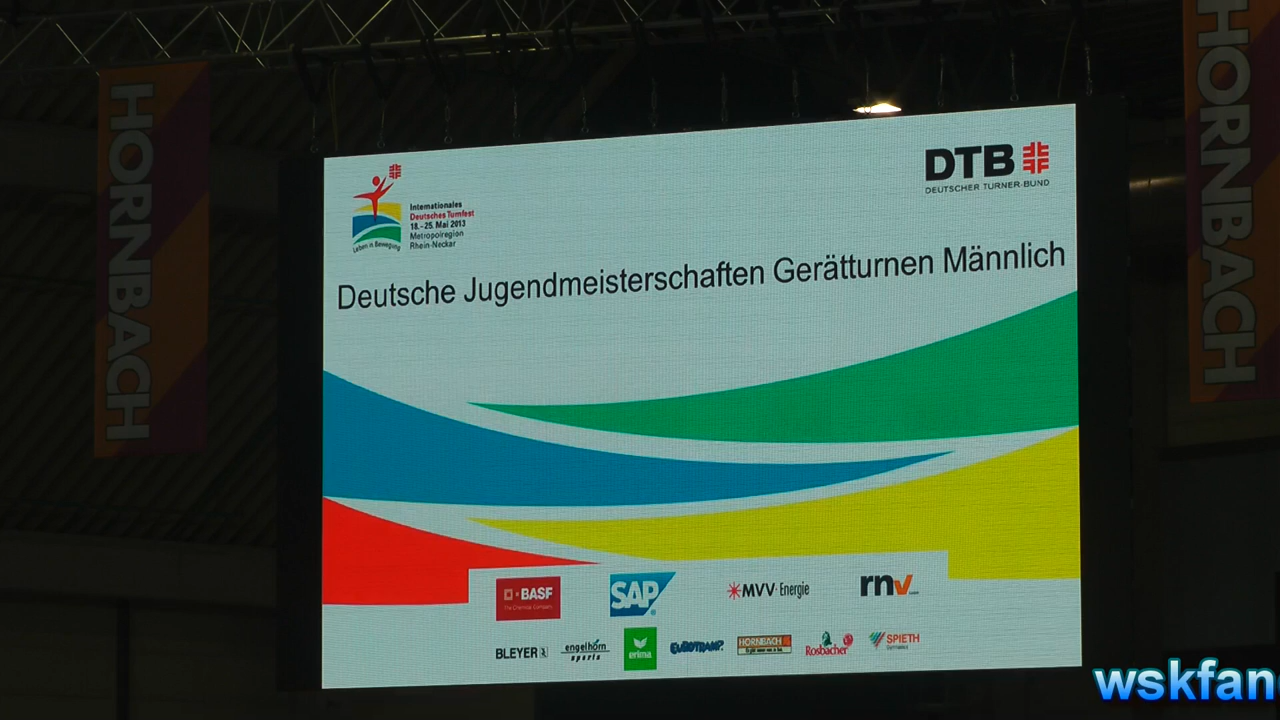 HORNBACH
HORNBACH
DTB
DEUTSCHER TURNER-BUND
Internationales
Deutsches Turnfest
18.-25. Mai 2013
Metropolregion
Rhein-Neckar
Leben in Bewegung
Deutsche Jugendmeisterschaften Gerätturnen Männlich
BASF
The Chemical Company
SAP
MVV Energie
rnv
BLEYER
engelhorn
sports
erima
EUROTRAMP
HORNBACH
Rosbacher
SPIETH
wskfan